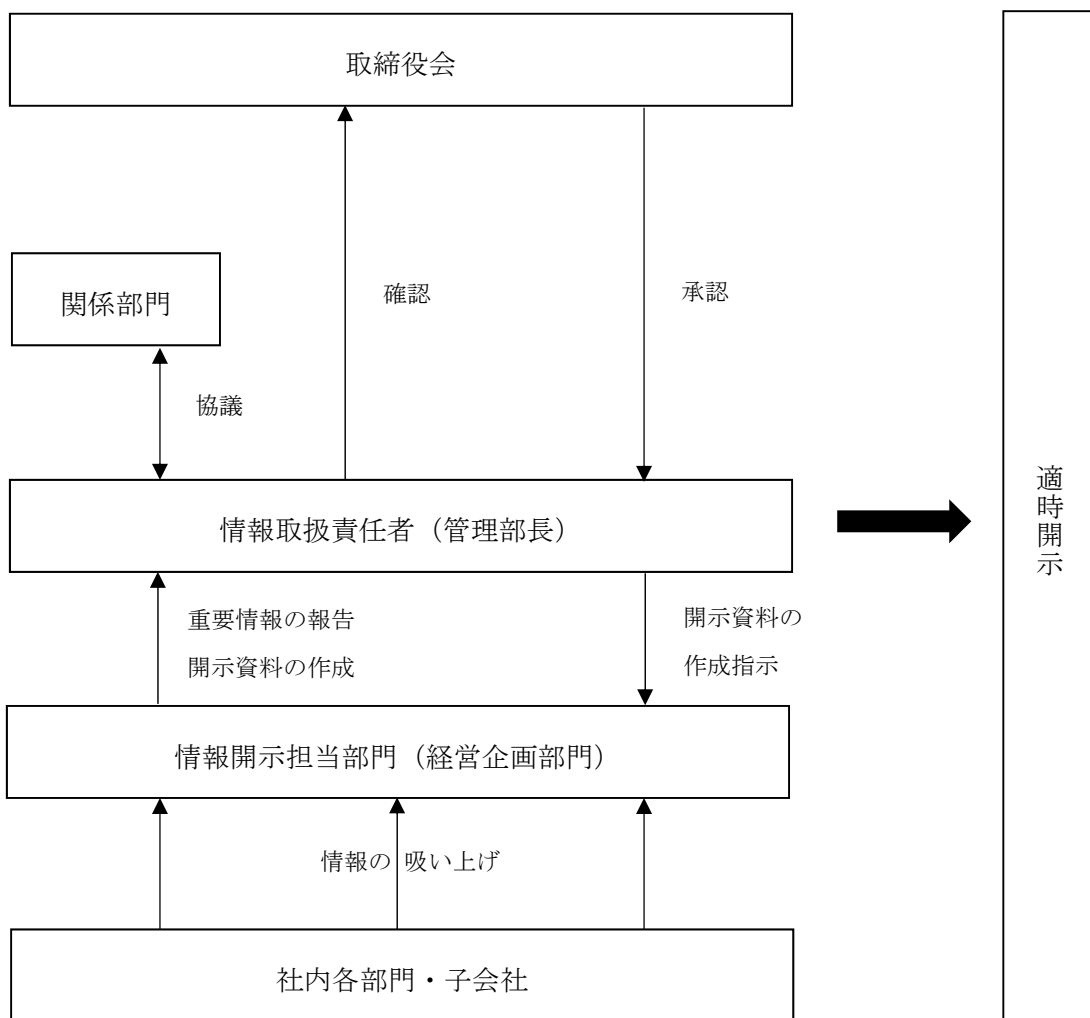 取締役会
関係部門
確認
承認
協議
情報取扱責任者（管理部長）
適時開示
重要情報の報告
開示資料の作成
開示資料の
作成指示
情報開示担当部門（経営企画部門）
情報の吸い上げ
社内各部門・子会社